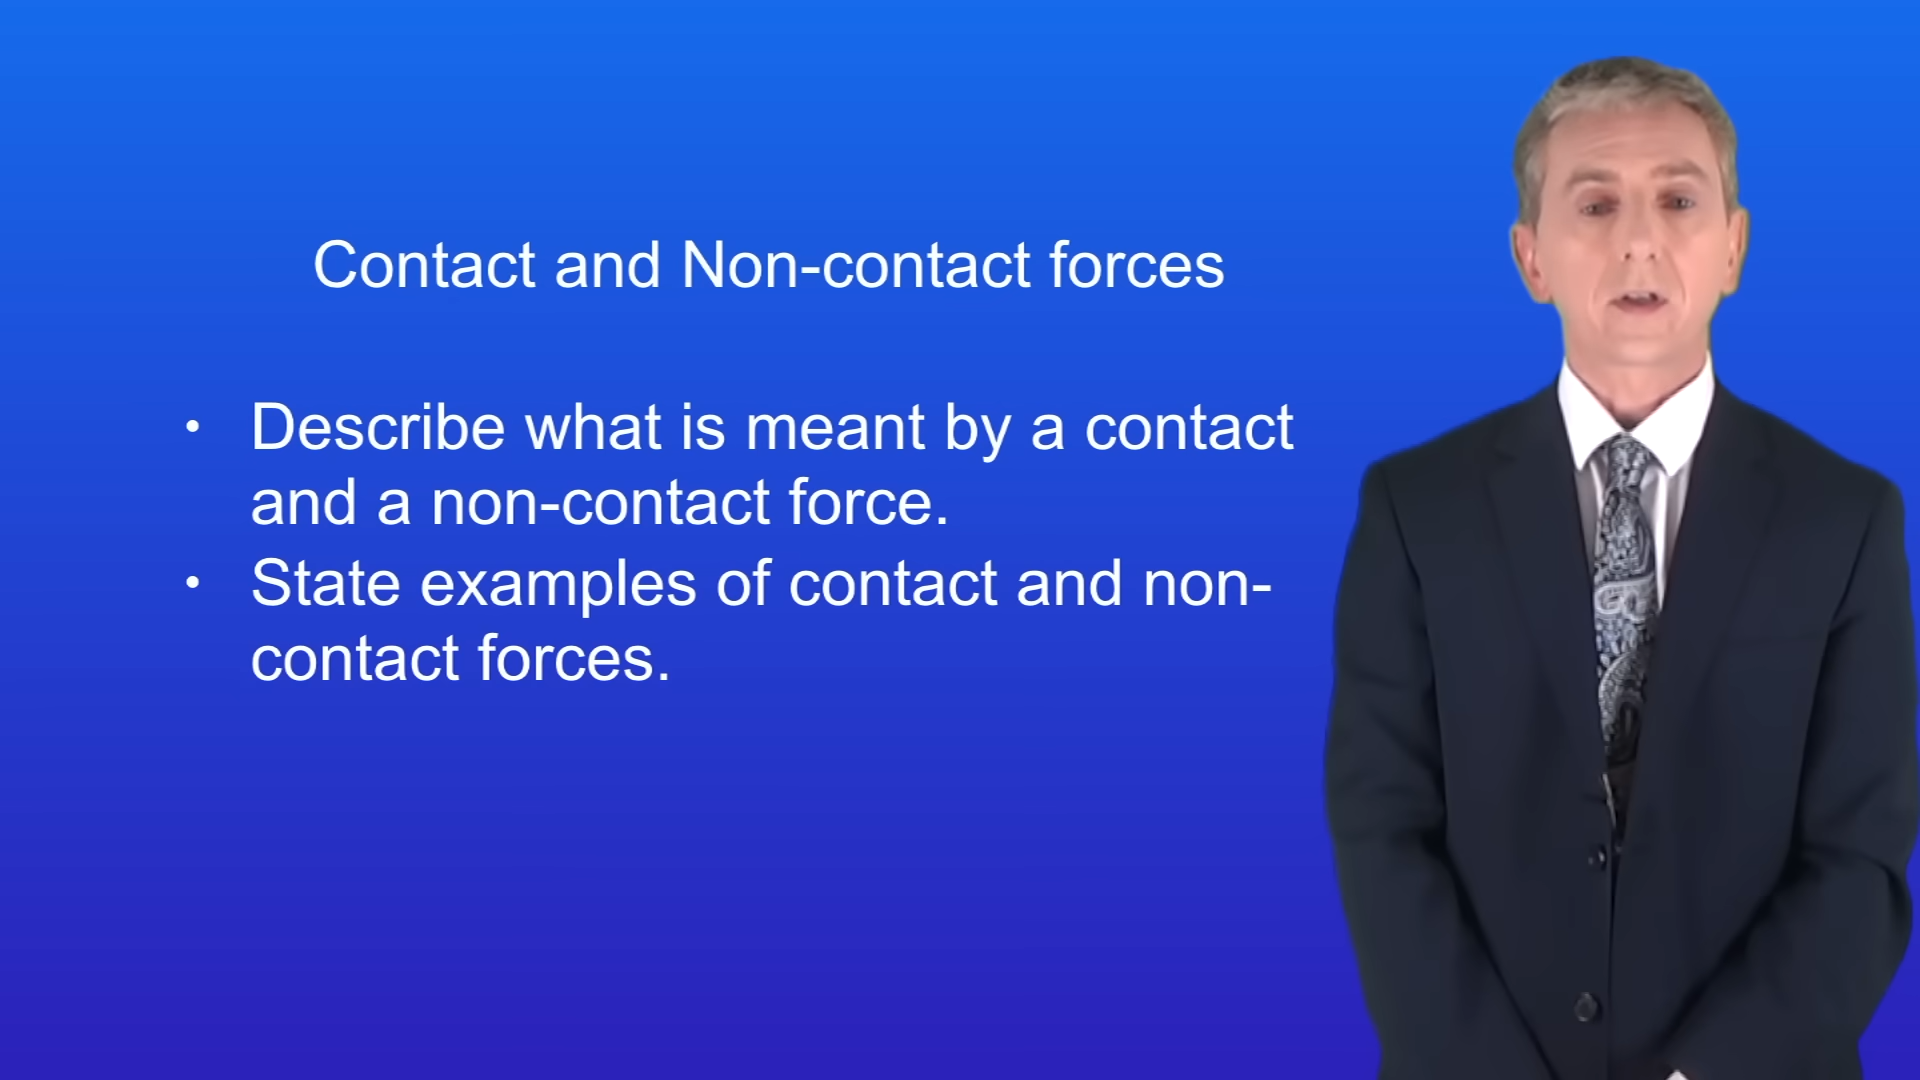 Contact and Non-contact forces
• Describe what is meant by a contact
and a non-contact force.
• State examples of contact and non-
contact forces.